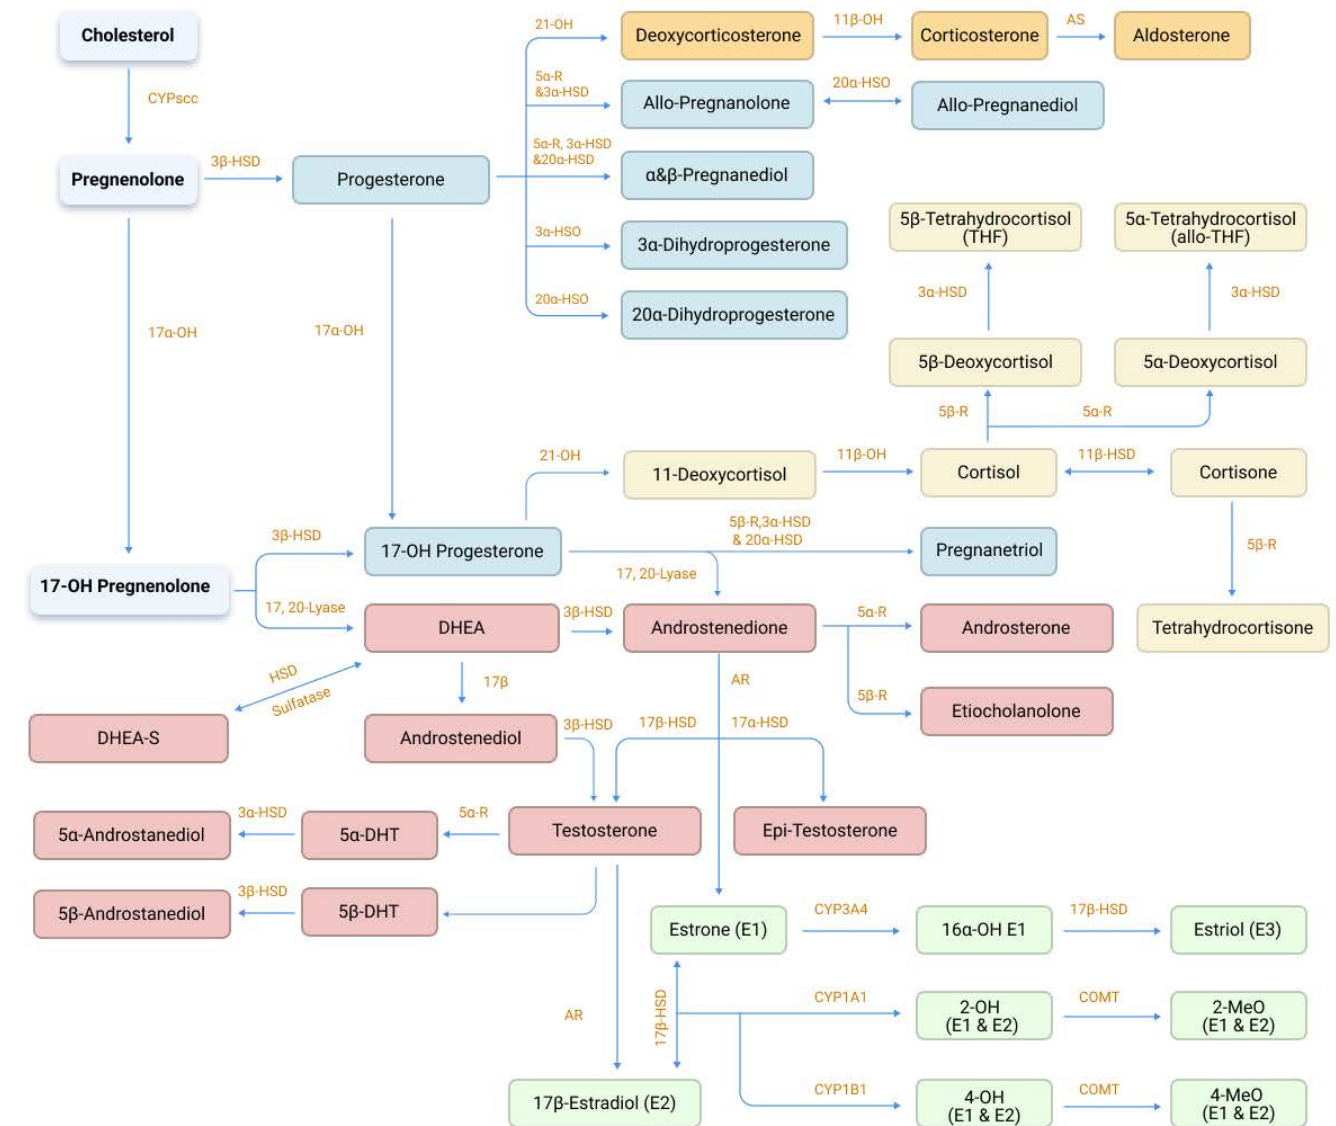 Cholesterol
21-OH
Deoxycorticosterone
11β-OH
Corticosterone
AS
Aldosterone
CYPscc
5α-R
&3α-HSD
Allo-Pregnanolone
20α-HSO
Allo-Pregnanediol
Pregnenolone
3β-HSD
Progesterone
5α-R, 3α-HSD
&20α-HSD
α&β-Pregnanediol
3α-HSO
3α-Dihydroprogesterone
20α-HSO
20α-Dihydroprogesterone
5β-Tetrahydrocortisol
(THF)
5α-Tetrahydrocortisol
(allo-THF)
3α-HSD
3α-HSD
17α-OH
17α-OH
5β-Deoxycortisol
5α-Deoxycortisol
5β-R
5α-R
21-OH
11-Deoxycortisol
11β-OH
Cortisol
11β-HSD
Cortisone
3β-HSD
17-OH Progesterone
5β-R,3α-HSD
& 20α-HSD
Pregnanetriol
5β-R
17, 20-Lyase
17-OH Pregnenolone
17, 20-Lyase
DHEA
3β-HSD
Androstenedione
5α-R
Androsterone
Tetrahydrocortisone
HSD
Sulfatase
17β
AR
5β-R
Etiocholanolone
DHEA-S
Androstenediol
3β-HSD
17β-HSD
17α-HSD
5α-Androstanediol
3α-HSD
5α-DHT
5α-R
Testosterone
Epi-Testosterone
5β-Androstanediol
3β-HSD
5β-DHT
Estrone (E1)
CYP3A4
16α-OH E1
17β-HSD
Estriol (E3)
AR
17β-HSD
CYP1A1
2-OH
(E1 & E2)
COMT
2-MeO
(E1 & E2)
17β-Estradiol (E2)
CYP1B1
4-OH
(E1 & E2)
COMT
4-MeO
(E1 & E2)